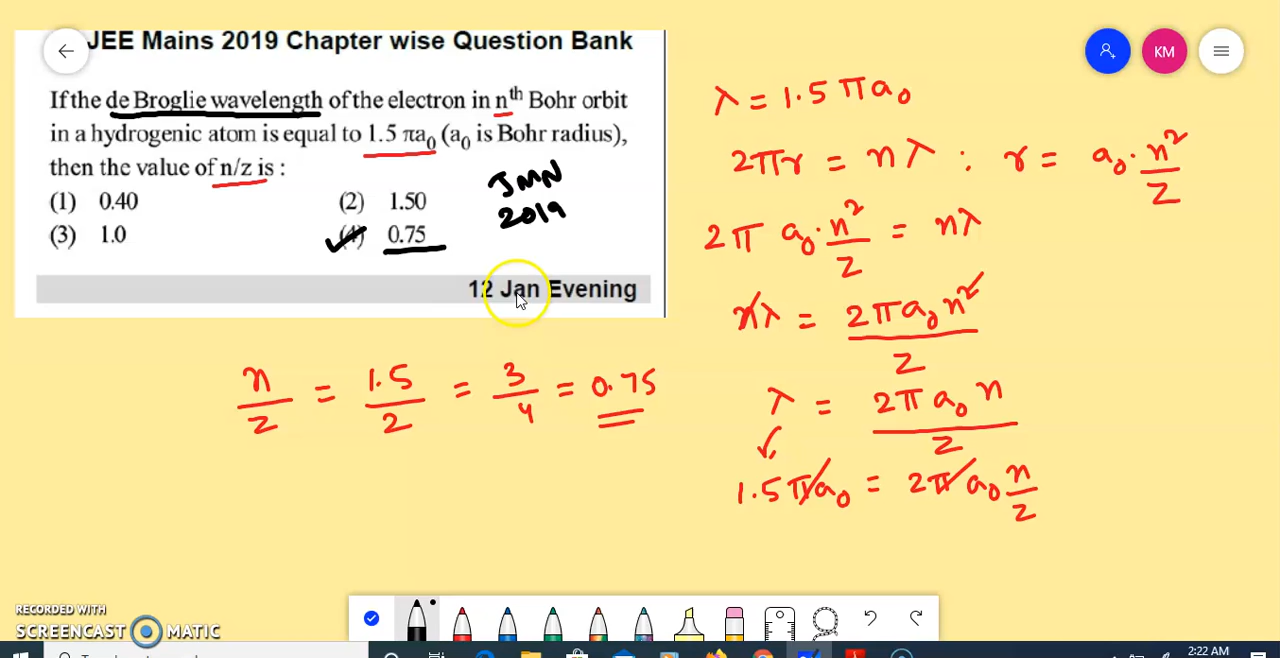 JEE Mains 2019 Chapter wise Question Bank
KM
If the de Broglie wavelength of the electron in nth Bohr orbit
in a hydrogenic atom is equal to 1.5 πa₀ (a₀ is Bohr radius),
then the value of n/z is :
(1) 0.40 (2) 1.50
(3) 1.0 (4) 0.75
JMN
2019
12 Jan Evening
λ = 1.5 πa₀
2πr = nλ ; r = a₀·n²/z
2π a₀·n²/z = nλ
nλ = 2πa₀n²/z
λ = 2πa₀n/z
1.5πa₀ = 2πa₀ n/z
n/z = 1.5/2 = 3/4 = 0.75
RECORDED WITH
SCREENCAST MATIC
2:22 AM